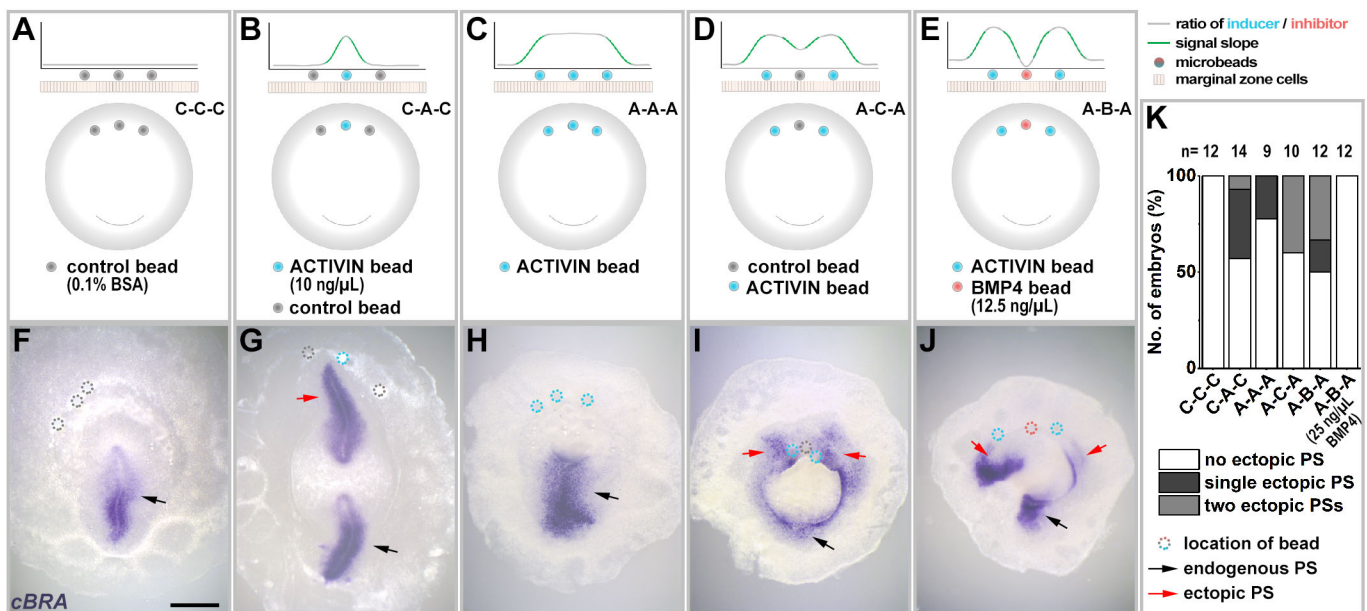 A
C-C-C
control bead
(0.1% BSA)
B
C-A-C
ACTIVIN bead
(10 ng/µL)
control bead
C
A-A-A
ACTIVIN bead
D
A-C-A
control bead
ACTIVIN bead
E
A-B-A
ACTIVIN bead
BMP4 bead
(12.5 ng/µL)
ratio of inducer / inhibitor
signal slope
microbeads
marginal zone cells
F
cBRA
G
H
I
J
K
n= 12 14 9 10 12 12
No. of embryos (%)
100
50
0
C-C-C
C-A-C
A-A-A
A-C-A
A-B-A
A-B-A
(25 ng/µL
BMP4)
no ectopic PS
single ectopic PS
two ectopic PSs
location of bead
endogenous PS
ectopic PS